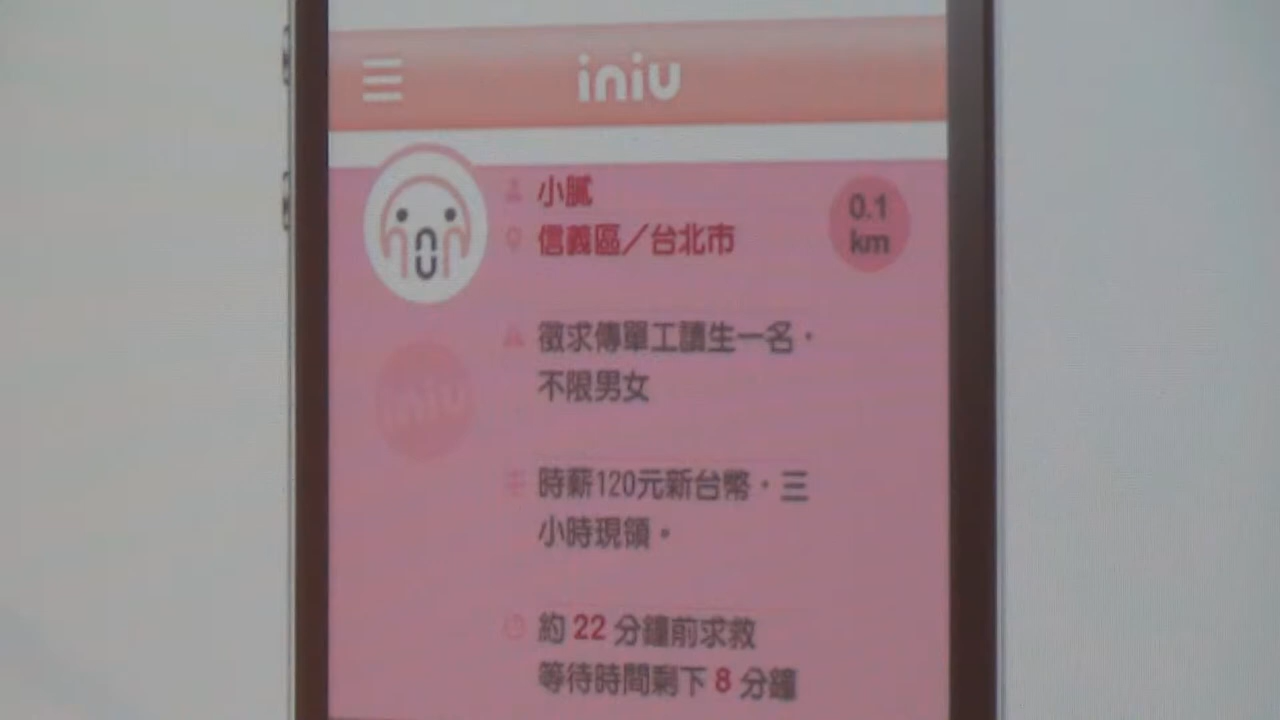 iniu
小膩
信義區／台北市
0.1
km
徵求傳單工讀生一名，
不限男女
時薪120元新台幣，三
小時現領。
約 22 分鐘前求救
等待時間剩下 8 分鐘